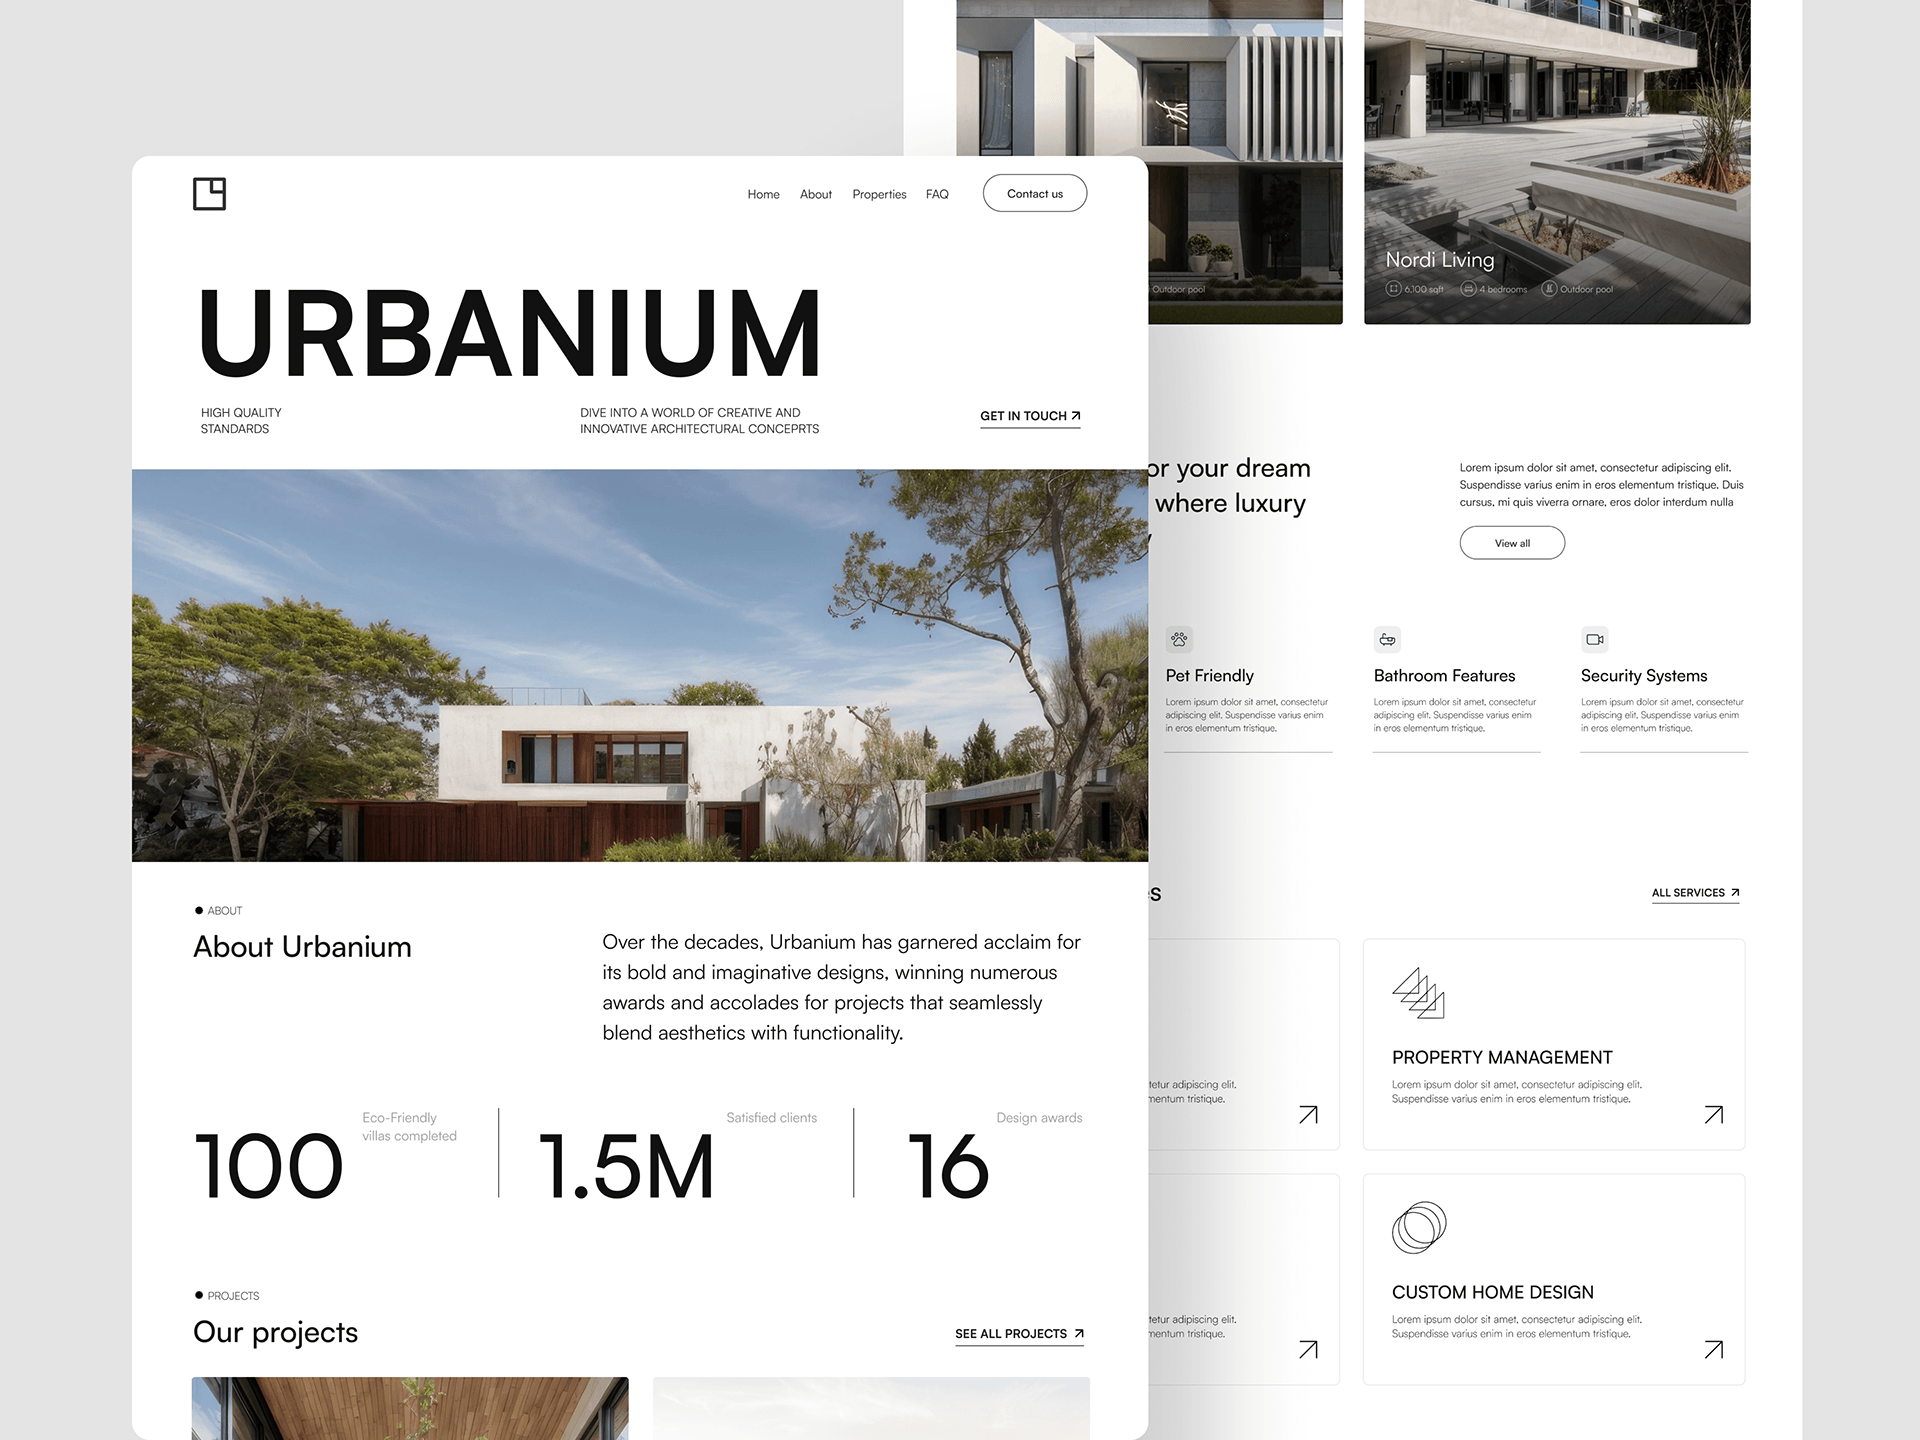 Home About Properties FAQ Contact us
URBANIUM
HIGH QUALITY
STANDARDS
DIVE INTO A WORLD OF CREATIVE AND
INNOVATIVE ARCHITECTURAL CONCEPRTS
GET IN TOUCH
ABOUT
About Urbanium
Over the decades, Urbanium has garnered acclaim for
its bold and imaginative designs, winning numerous
awards and accolades for projects that seamlessly
blend aesthetics with functionality.
100
Eco-Friendly
villas completed
1.5M
Satisfied clients
16
Design awards
PROJECTS
Our projects
SEE ALL PROJECTS
Outdoor pool
Nordi Living
6,100 sqft 4 bedrooms Outdoor pool
or your dream
where luxury
Lorem ipsum dolor sit amet, consectetur adipiscing elit.
Suspendisse varius enim in eros elementum tristique. Duis
cursus, mi quis viverra ornare, eros dolor interdum nulla
View all
Pet Friendly
Lorem ipsum dolor sit amet, consectetur
adipiscing elit. Suspendisse varius enim
in eros elementum tristique.
Bathroom Features
Lorem ipsum dolor sit amet, consectetur
adipiscing elit. Suspendisse varius enim
in eros elementum tristique.
Security Systems
Lorem ipsum dolor sit amet, consectetur
adipiscing elit. Suspendisse varius enim
in eros elementum tristique.
ALL SERVICES
tetur adipiscing elit.
mentum tristique.
PROPERTY MANAGEMENT
Lorem ipsum dolor sit amet, consectetur adipiscing elit.
Suspendisse varius enim in eros elementum tristique.
tetur adipiscing elit.
mentum tristique.
CUSTOM HOME DESIGN
Lorem ipsum dolor sit amet, consectetur adipiscing elit.
Suspendisse varius enim in eros elementum tristique.